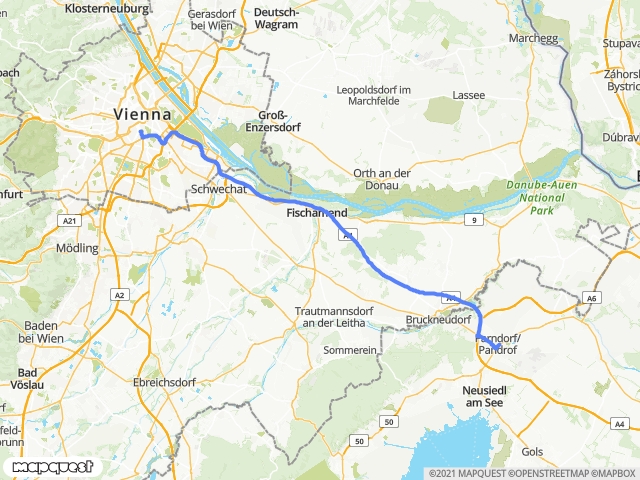 Klosterneuburg
Gerasdorf
bei Wien
Deutsch-
Wagram
Marchegg
Stupava
Záhorsk
Bystric
Leopoldsdorf im
Marchfelde
Lassee
Vienna
Groß-
Enzersdorf
Dúbrav
bach
Orth an der
Donau
Danube-Auen
National
Park
Schwechat
Fischamend
9
A21
A4
Mödling
A2
A4
A6
Trautmannsdorf
an der Leitha
Bruckneudorf
Baden
bei Wien
Parndorf/
Pandrof
Sommerein
Bad
Vöslau
Ebreichsdorf
Neusiedl
am See
50
50
A4
Gols
mapquest
©2021 MAPQUEST ©OPENSTREETMAP ©MAPBOX